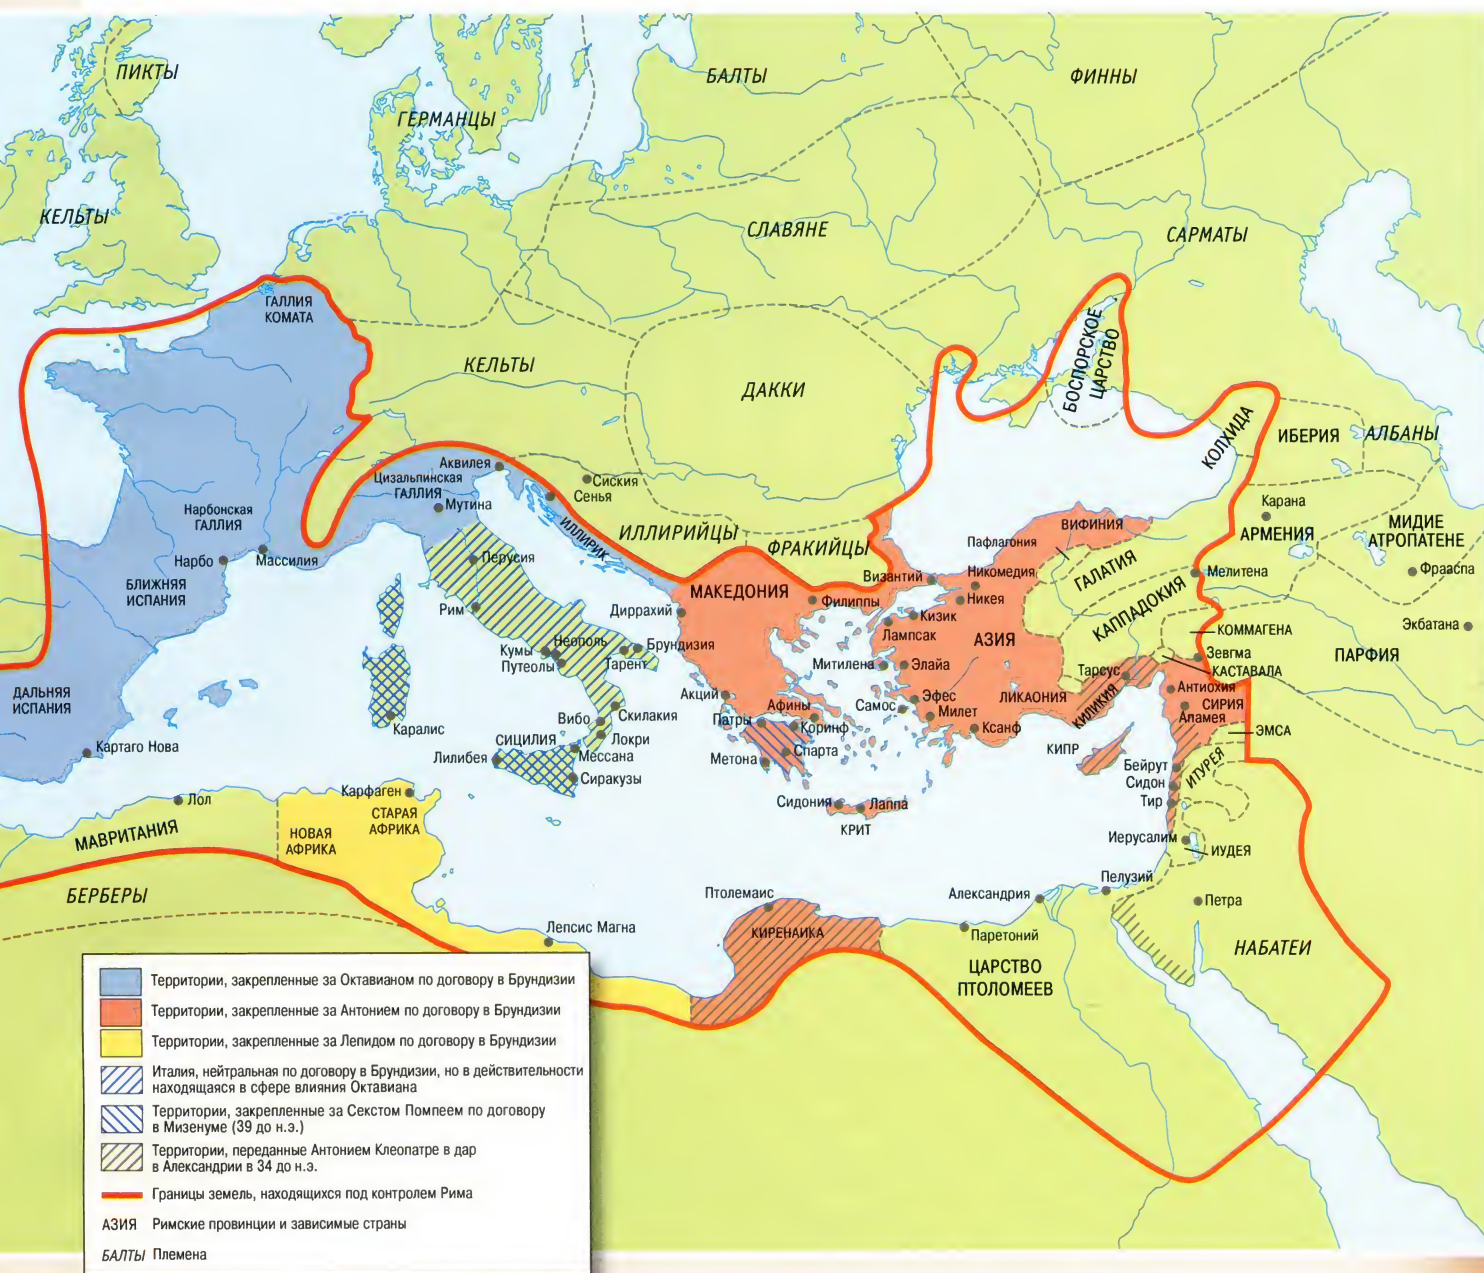 ПИКТЫ
БАЛТЫ
ФИННЫ
ГЕРМАНЦЫ
КЕЛЬТЫ
СЛАВЯНЕ
САРМАТЫ
ГАЛЛИЯ
КОМАТА
КЕЛЬТЫ
ДАККИ
БОСПОРСКОЕ
ЦАРСТВО
КОЛХИДА
ИБЕРИЯ
АЛБАНЫ
Аквилея
Цизальпинская
ГАЛЛИЯ
Мутина
Сиския
Сенья
ИЛЛИРИК
ИЛЛИРИЙЦЫ
ФРАКИЙЦЫ
Нарбонская
ГАЛЛИЯ
Нарбо
Массилия
БЛИЖНЯЯ
ИСПАНИЯ
Перусия
Рим
МАКЕДОНИЯ
Диррахий
Филиппы
Византий
ВИФИНИЯ
Пафлагония
Никомедия
Никея
Кизик
Лампсак
АЗИЯ
ГАЛАТИЯ
КАППАДОКИЯ
Карана
АРМЕНИЯ
МИДИЕ
АТРОПАТЕНЕ
Мелитена
Фрааспа
Экбатана
КОММАГЕНА
Зевгма
КАСТАВАЛА
ПАРФИЯ
Неополь
Кумы
Путеолы
Брундизия
Тарент
Митилена
Элайа
Тарсус
Антиохия
СИРИЯ
Аламея
ЭМСА
ДАЛЬНЯЯ
ИСПАНИЯ
Картаго Нова
Каралис
Вибо
Скилакия
Локри
СИЦИЛИЯ
Лилибея
Мессана
Сиракузы
Акций
Афины
Патры
Коринф
Спарта
Метона
Самос
Эфес
Милет
ЛИКАОНИЯ
Ксанф
КИЛИКИЯ
КИПР
Бейрут
Сидон
Тир
ИТУРЕЯ
Сидония
Лаппа
КРИТ
Иерусалим
ИУДЕЯ
Лол
Карфаген
МАВРИТАНИЯ
НОВАЯ
АФРИКА
СТАРАЯ
АФРИКА
БЕРБЕРЫ
Лепсис Магна
Птолемаис
КИРЕНАИКА
Александрия
Пелузий
Паретоний
Петра
НАБАТЕИ
ЦАРСТВО
ПТОЛОМЕЕВ
Территории, закрепленные за Октавианом по договору в Брундизии
Территории, закрепленные за Антонием по договору в Брундизии
Территории, закрепленные за Лепидом по договору в Брундизии
Италия, нейтральная по договору в Брундизии, но в действительности
находящаяся в сфере влияния Октавиана
Территории, закрепленные за Секстом Помпеем по договору
в Мизенуме (39 до н.э.)
Территории, переданные Антонием Клеопатре в дар
в Александрии в 34 до н.э.
Границы земель, находящихся под контролем Рима
АЗИЯ Римские провинции и зависимые страны
БАЛТЫ Племена